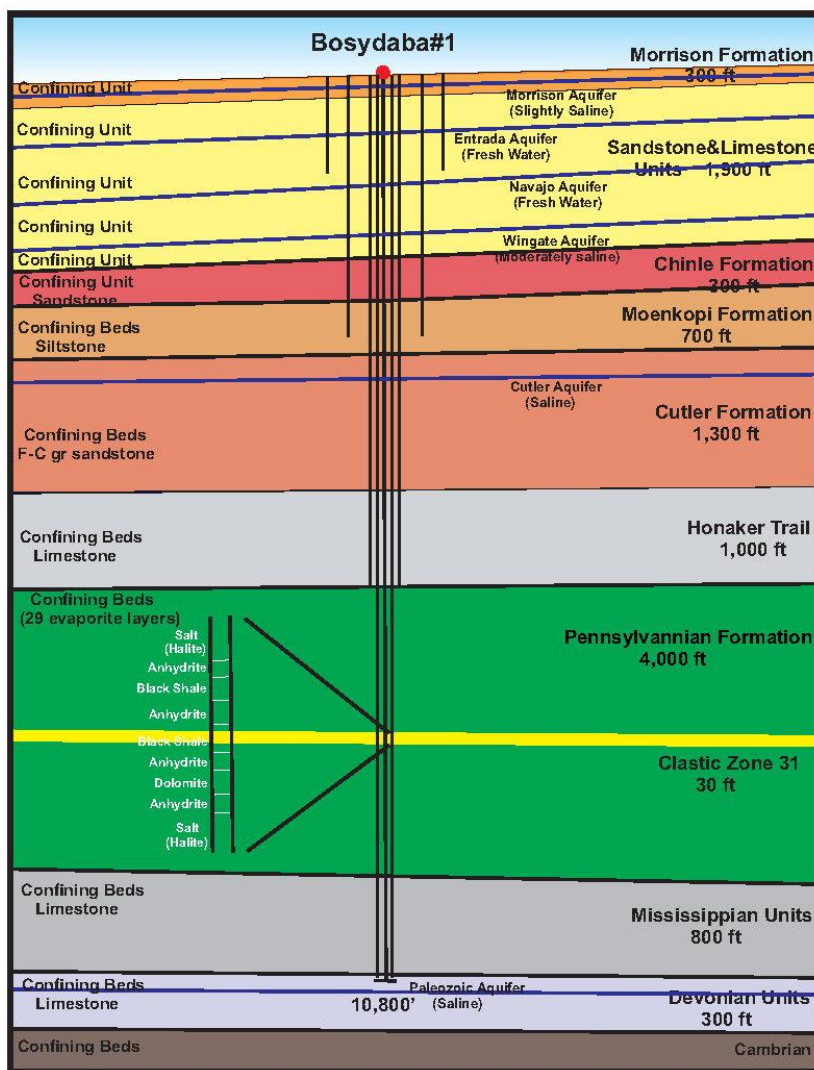 Bosydaba#1
Morrison Formation
300 ft
Confining Unit
Morrison Aquifer
(Slightly Saline)
Confining Unit
Entrada Aquifer
(Fresh Water)
Sandstone&Limestone
Units 1,900 ft
Confining Unit
Navajo Aquifer
(Fresh Water)
Confining Unit
Wingate Aquifer
(Moderately saline)
Confining Unit
Chinle Formation
300 ft
Confining Unit
Sandstone
Moenkopi Formation
700 ft
Confining Beds
Siltstone
Cutler Aquifer
(Saline)
Cutler Formation
1,300 ft
Confining Beds
F-C gr sandstone
Honaker Trail
1,000 ft
Confining Beds
Limestone
Confining Beds
(29 evaporite layers)
Salt
(Halite)
Anhydrite
Black Shale
Anhydrite
Black Shale
Anhydrite
Dolomite
Anhydrite
Salt
(Halite)
Pennsylvannian Formation
4,000 ft
Clastic Zone 31
30 ft
Confining Beds
Limestone
Mississippian Units
800 ft
Confining Beds
Limestone
10,800'
Paleozoic Aquifer
(Saline)
Devonian Units
300 ft
Confining Beds
Cambrian